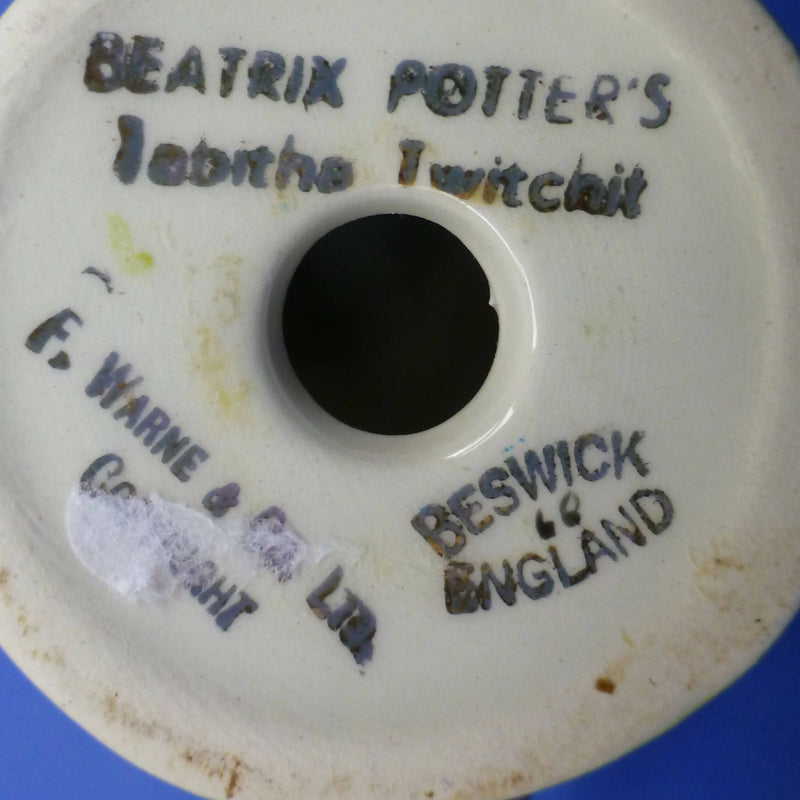 BEATRIX POTTER'S
Tabitha Twitchit
F. WARNE & Co. LTD.
COPYRIGHT
BESWICK
ENGLAND